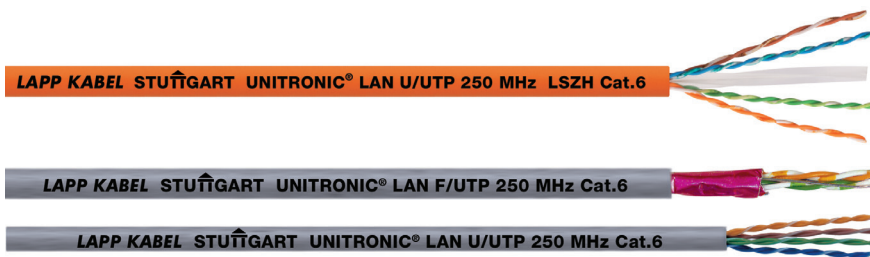 LAPP KABEL STUTTGART UNITRONIC® LAN U/UTP 250 MHz LSZH Cat.6
LAPP KABEL STUTTGART UNITRONIC® LAN F/UTP 250 MHz Cat.6
LAPP KABEL STUTTGART UNITRONIC® LAN U/UTP 250 MHz Cat.6